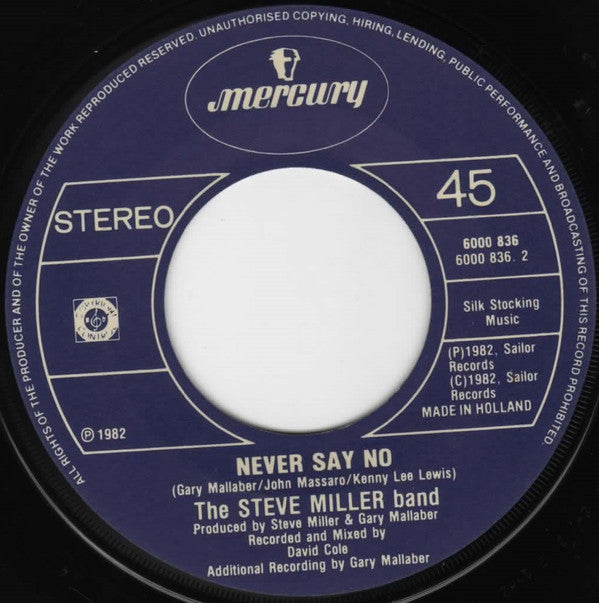 ALL RIGHTS OF THE PRODUCER AND OF THE OWNER OF THE WORK REPRODUCED RESERVED. UNAUTHORISED COPYING, HIRING, LENDING, PUBLIC PERFORMANCE AND BROADCASTING OF THIS RECORD PROHIBITED.
mercury
STEREO
45
6000 836
6000 836. 2
Silk Stocking
Music
(P)1982, Sailor
Records
(C)1982, Sailor
Records
MADE IN HOLLAND
℗ 1982
NEVER SAY NO
(Gary Mallaber/John Massaro/Kenny Lee Lewis)
The STEVE MILLER band
Produced by Steve Miller & Gary Mallaber
Recorded and Mixed by
David Cole
Additional Recording by Gary Mallaber